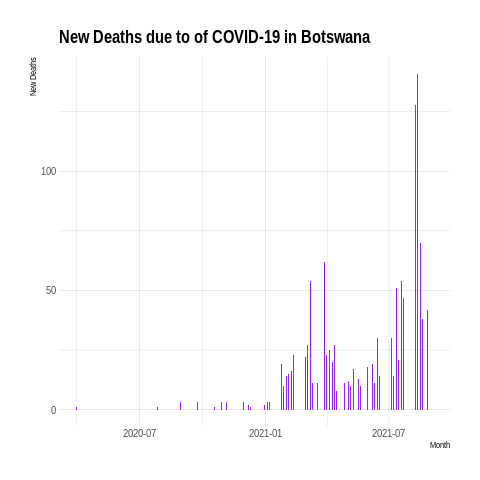 New Deaths due to of COVID-19 in Botswana
New Deaths
100
50
0
2020-07 2021-01 2021-07
Month